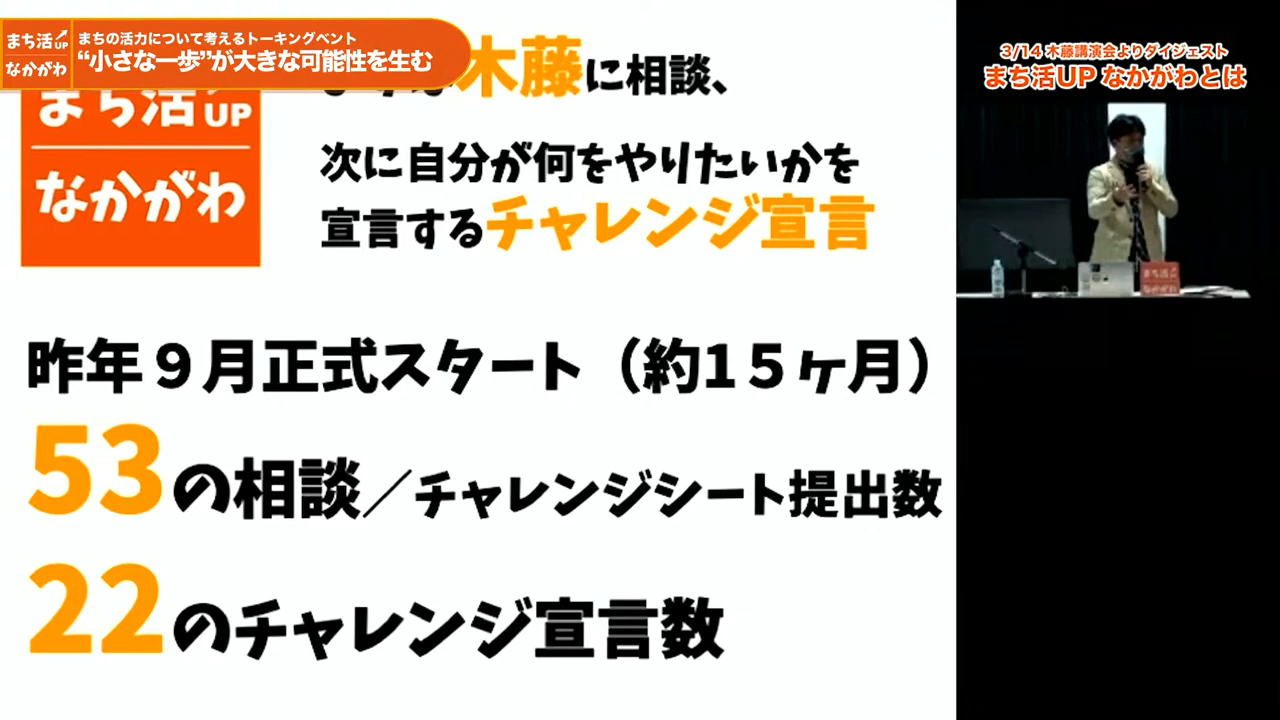 まち活UP
なかがわ
まちの活力について考えるトーキングベント
“小さな一歩”が大きな可能性を生む
3/14 木藤講演会よりダイジェスト
まち活UP なかがわとは
木藤に相談、
まち活UP
なかがわ
次に自分が何をやりたいかを
宣言するチャレンジ宣言
昨年９月正式スタート（約1５ヶ月）
53の相談／チャレンジシート提出数
22のチャレンジ宣言数
まち活
なかがわ